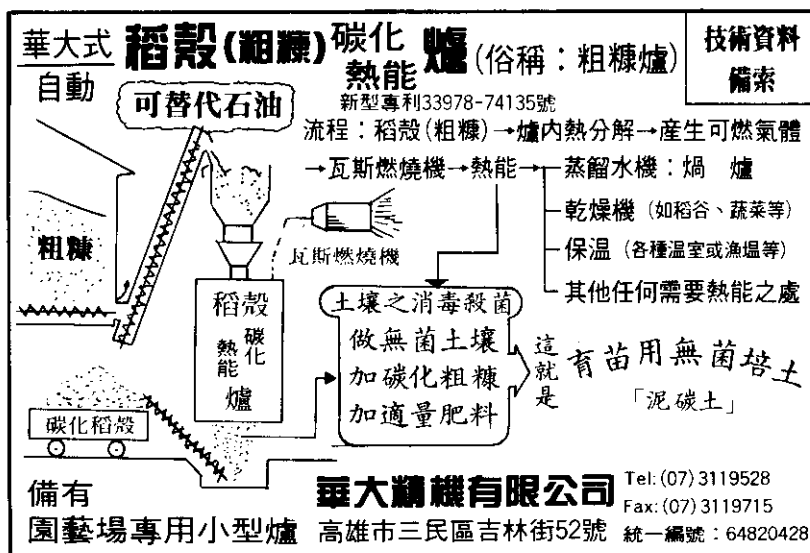 華大式 稻殼(粗糠)碳化熱能爐(俗稱：粗糠爐)
技術資料
備索
自動
可替代石油
新型專利33978-74135號
流程：稻殼(粗糠)→爐內熱分解→產生可燃氣體
→瓦斯燃燒機→熱能→蒸餾水機：鍋 爐
乾燥機 (如稻谷、蔬菜等)
保溫 (各種溫室或漁塭等)
其他任何需要熱能之處
粗糠
瓦斯燃燒機
稻殼
碳化
熱能
爐
碳化稻殼
土壤之消毒殺菌
做無菌土壤
加碳化粗糠
加適量肥料
這就是
育苗用無菌培土
「泥碳土」
備有
園藝場專用小型爐
華大精機有限公司
高雄市三民區吉林街52號
Tel:(07)3119528
Fax:(07)3119715
統一編號：64820428